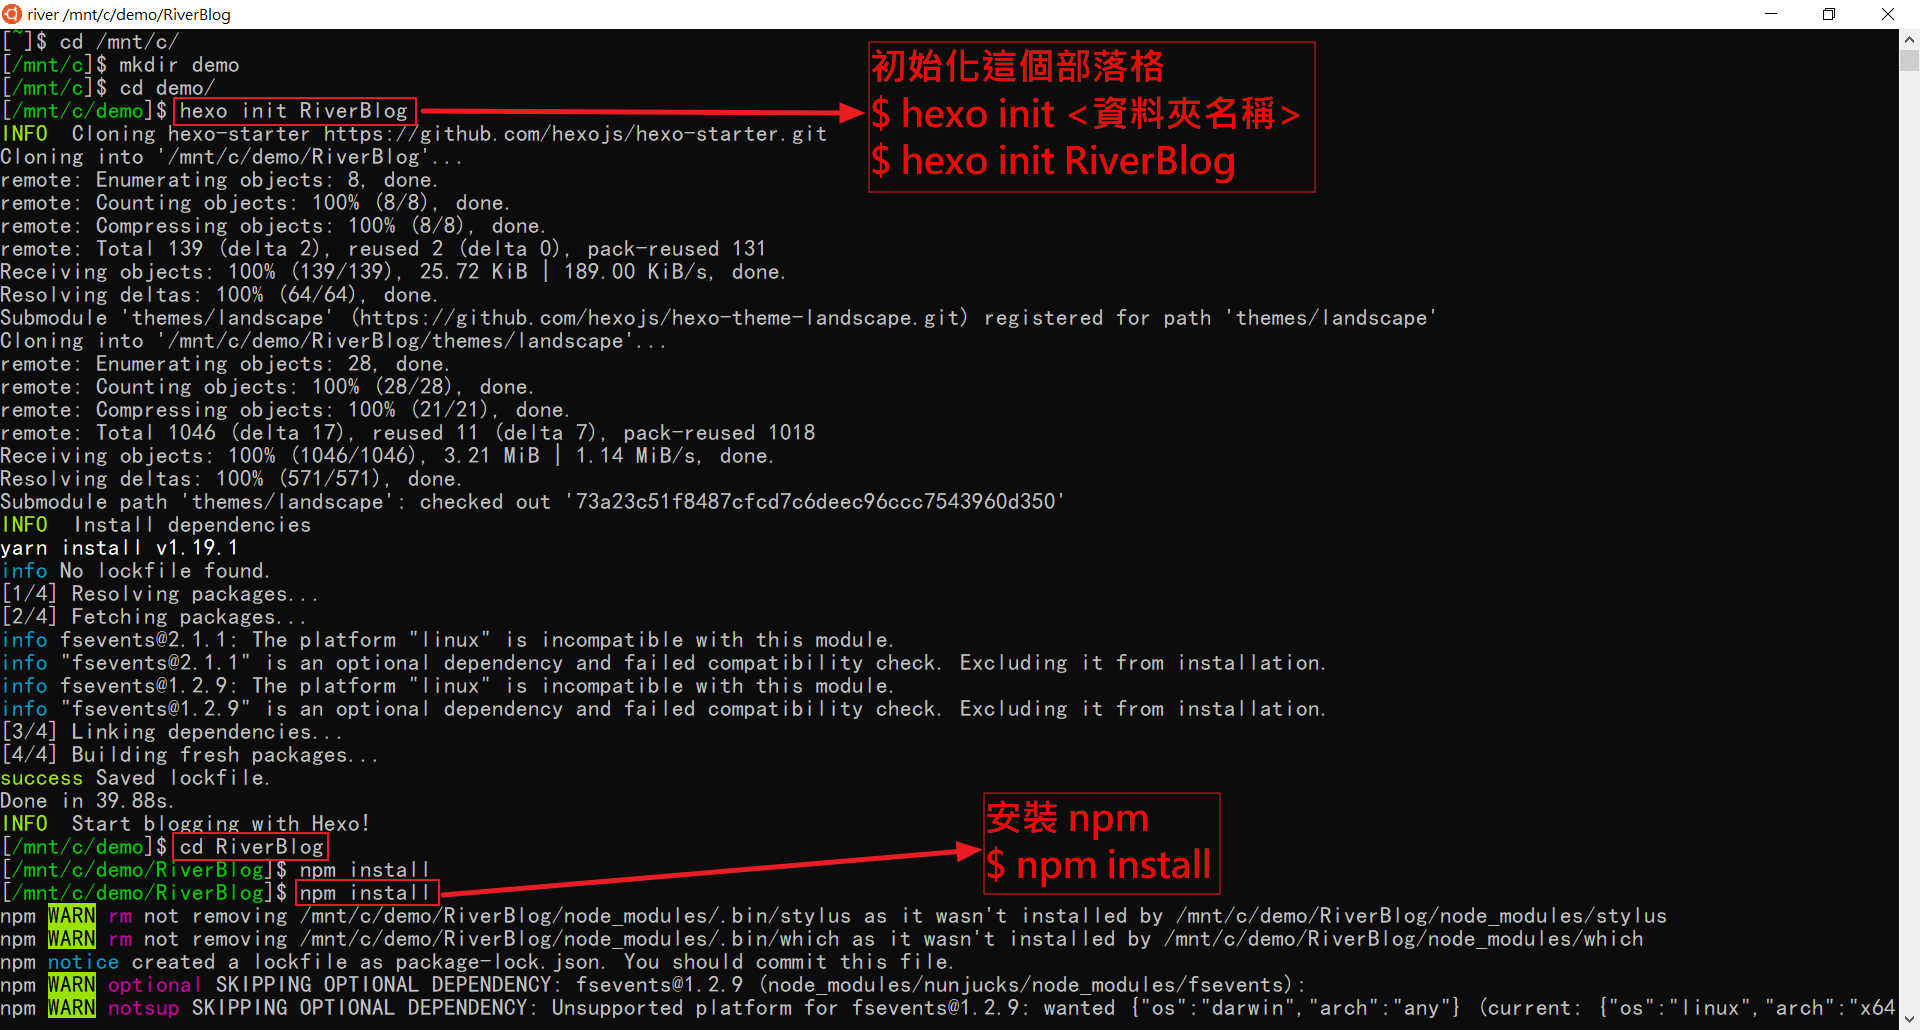 river /mnt/c/demo/RiverBlog
[~]$ cd /mnt/c/
[/mnt/c]$ mkdir demo
[/mnt/c]$ cd demo/
[/mnt/c/demo]$ hexo init RiverBlog
初始化這個部落格
$ hexo init <資料夾名稱>
$ hexo init RiverBlog
INFO  Cloning hexo-starter https://github.com/hexojs/hexo-starter.git
Cloning into '/mnt/c/demo/RiverBlog'...
remote: Enumerating objects: 8, done.
remote: Counting objects: 100% (8/8), done.
remote: Compressing objects: 100% (8/8), done.
remote: Total 139 (delta 2), reused 2 (delta 0), pack-reused 131
Receiving objects: 100% (139/139), 25.72 KiB | 189.00 KiB/s, done.
Resolving deltas: 100% (64/64), done.
Submodule 'themes/landscape' (https://github.com/hexojs/hexo-theme-landscape.git) registered for path 'themes/landscape'
Cloning into '/mnt/c/demo/RiverBlog/themes/landscape'...
remote: Enumerating objects: 28, done.
remote: Counting objects: 100% (28/28), done.
remote: Compressing objects: 100% (21/21), done.
remote: Total 1046 (delta 17), reused 11 (delta 7), pack-reused 1018
Receiving objects: 100% (1046/1046), 3.21 MiB | 1.14 MiB/s, done.
Resolving deltas: 100% (571/571), done.
Submodule path 'themes/landscape': checked out '73a23c51f8487cfcd7c6deec96ccc7543960d350'
INFO  Install dependencies
yarn install v1.19.1
info No lockfile found.
[1/4] Resolving packages...
[2/4] Fetching packages...
info fsevents@2.1.1: The platform "linux" is incompatible with this module.
info "fsevents@2.1.1" is an optional dependency and failed compatibility check. Excluding it from installation.
info fsevents@1.2.9: The platform "linux" is incompatible with this module.
info "fsevents@1.2.9" is an optional dependency and failed compatibility check. Excluding it from installation.
[3/4] Linking dependencies...
[4/4] Building fresh packages...
success Saved lockfile.
Done in 39.88s.
INFO  Start blogging with Hexo!
[/mnt/c/demo]$ cd RiverBlog
[/mnt/c/demo/RiverBlog]$ npm install
[/mnt/c/demo/RiverBlog]$ npm install
安裝 npm
$ npm install
npm WARN rm not removing /mnt/c/demo/RiverBlog/node_modules/.bin/stylus as it wasn't installed by /mnt/c/demo/RiverBlog/node_modules/stylus
npm WARN rm not removing /mnt/c/demo/RiverBlog/node_modules/.bin/which as it wasn't installed by /mnt/c/demo/RiverBlog/node_modules/which
npm notice created a lockfile as package-lock.json. You should commit this file.
npm WARN optional SKIPPING OPTIONAL DEPENDENCY: fsevents@1.2.9 (node_modules/nunjucks/node_modules/fsevents):
npm WARN notsup SKIPPING OPTIONAL DEPENDENCY: Unsupported platform for fsevents@1.2.9: wanted {"os":"darwin","arch":"any"} (current: {"os":"linux","arch":"x64